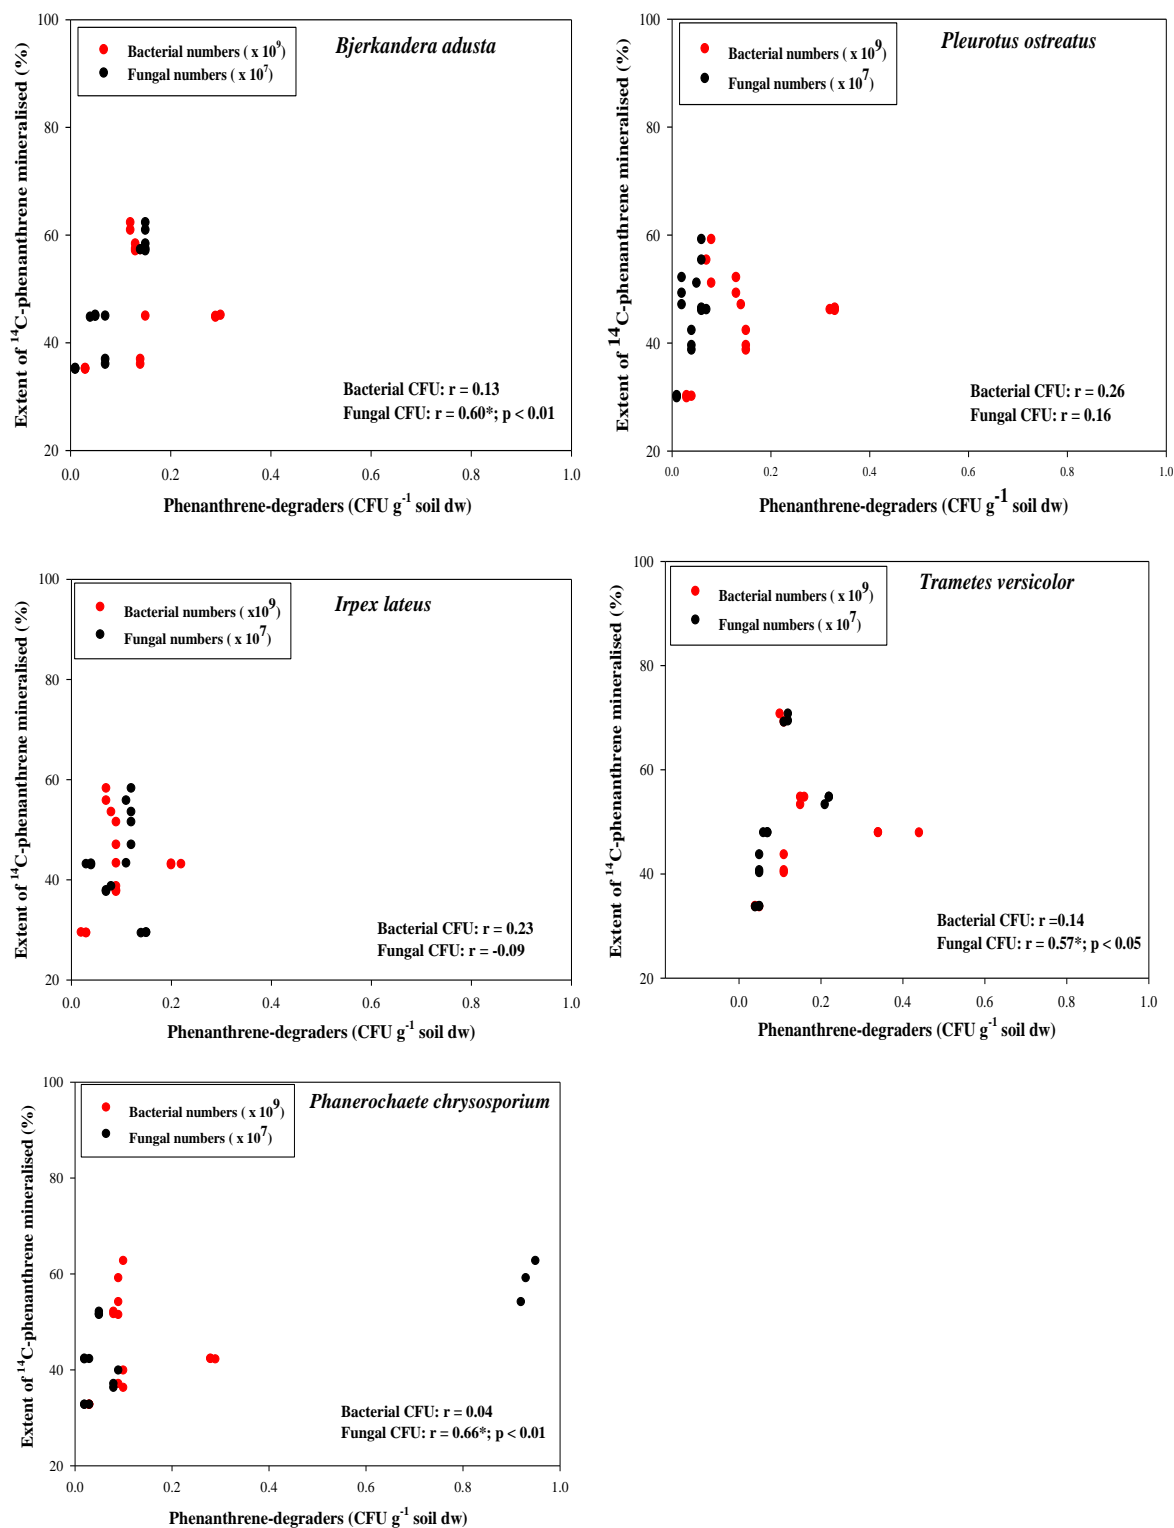 Bjerkandera adusta
Bacterial numbers ( x 10⁹)
Fungal numbers ( x 10⁷)
Extent of ¹⁴C-phenanthrene mineralised (%)
100
80
60
40
20
Bacterial CFU: r = 0.13
Fungal CFU: r = 0.60*; p < 0.01
0.0 0.2 0.4 0.6 0.8 1.0
Phenanthrene-degraders (CFU g⁻¹ soil dw)
Pleurotus ostreatus
Bacterial numbers ( x 10⁹)
Fungal numbers ( x 10⁷)
Extent of ¹⁴C-phenanthrene mineralised (%)
100
80
60
40
20
Bacterial CFU: r = 0.26
Fungal CFU: r = 0.16
0.0 0.2 0.4 0.6 0.8 1.0
Phenanthrene-degraders (CFU g⁻¹ soil dw)
Irpex lateus
Bacterial numbers ( x10⁹)
Fungal numbers ( x 10⁷)
Extent of ¹⁴C-phenanthrene mineralised (%)
100
80
60
40
20
Bacterial CFU: r = 0.23
Fungal CFU: r = -0.09
0.0 0.2 0.4 0.6 0.8 1.0
Phenanthrene-degraders (CFU g⁻¹ soil dw)
Trametes versicolor
Bacterial numbers ( x 10⁹)
Fungal numbers ( x 10⁷)
Extent of ¹⁴C-phenanthrene mineralised (%)
100
80
60
40
20
Bacterial CFU: r =0.14
Fungal CFU: r = 0.57*; p < 0.05
0.0 0.2 0.4 0.6 0.8 1.0
Phenanthrene-degraders (CFU g⁻¹ soil dw)
Phanerochaete chrysosporium
Bacterial numbers ( x 10⁹)
Fungal numbers ( x 10⁷)
Extent of ¹⁴C-phenanthrene mineralised (%)
100
80
60
40
20
Bacterial CFU: r = 0.04
Fungal CFU: r = 0.66*; p < 0.01
0.0 0.2 0.4 0.6 0.8 1.0
Phenanthrene-degraders (CFU g⁻¹ soil dw)